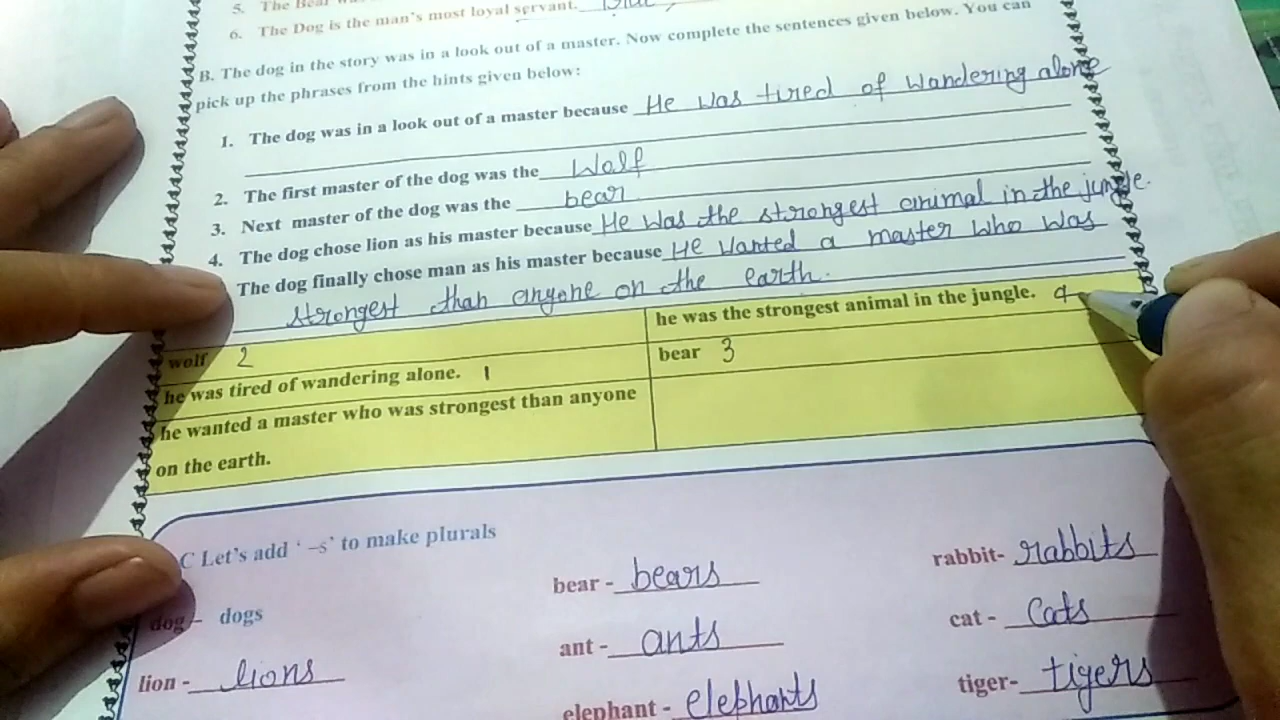 5. The Bear
6. The Dog is the man's most loyal servant.
B. The dog in the story was in a look out of a master. Now complete the sentences given below. You can
pick up the phrases from the hints given below:
1. The dog was in a look out of a master because He was tired of wandering alone
2. The first master of the dog was the Wolf
3. Next master of the dog was the bear
4. The dog chose lion as his master because He was the strongest animal in the jungle.
The dog finally chose man as his master because He wanted a master who was
strongest than anyone on the earth.
wolf 2
he was the strongest animal in the jungle. 4
he was tired of wandering alone. 1
bear 3
he wanted a master who was strongest than anyone
on the earth.
C Let's add ' –s' to make plurals
dog – dogs
bear - bears
rabbit- rabbits
lion - lions
ant - ants
cat - cats
elephant - elephants
tiger- tigers